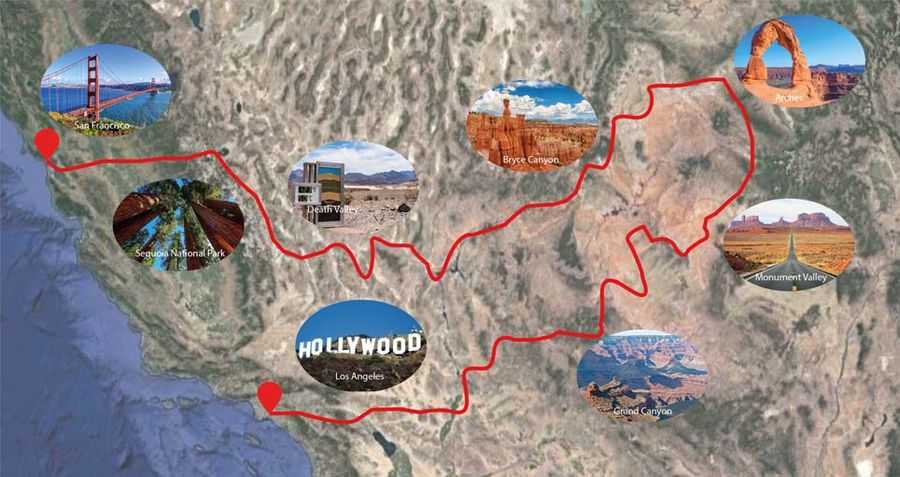 San Francisco
Arches
Bryce Canyon
Death Valley
Sequoia National Park
Monument Valley
HOLLYWOOD
Los Angeles
Grand Canyon